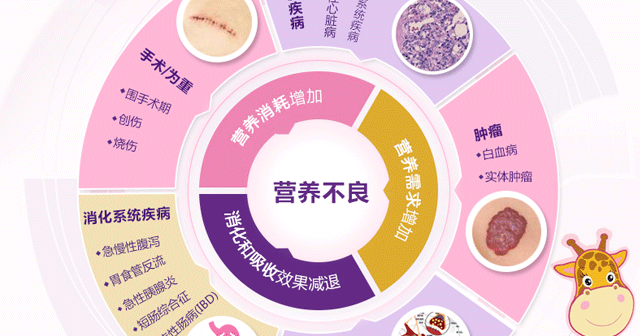 疾病
性心脏病
系统疾病
手术/为重
围手术期
创伤
烧伤
营养消耗增加
营养需求增加
肿瘤
白血病
实体肿瘤
营养不良
消化和吸收效果减退
消化系统疾病
急慢性腹泻
胃食管反流
急性胰腺炎
短肠综合征
性肠病(IBD)